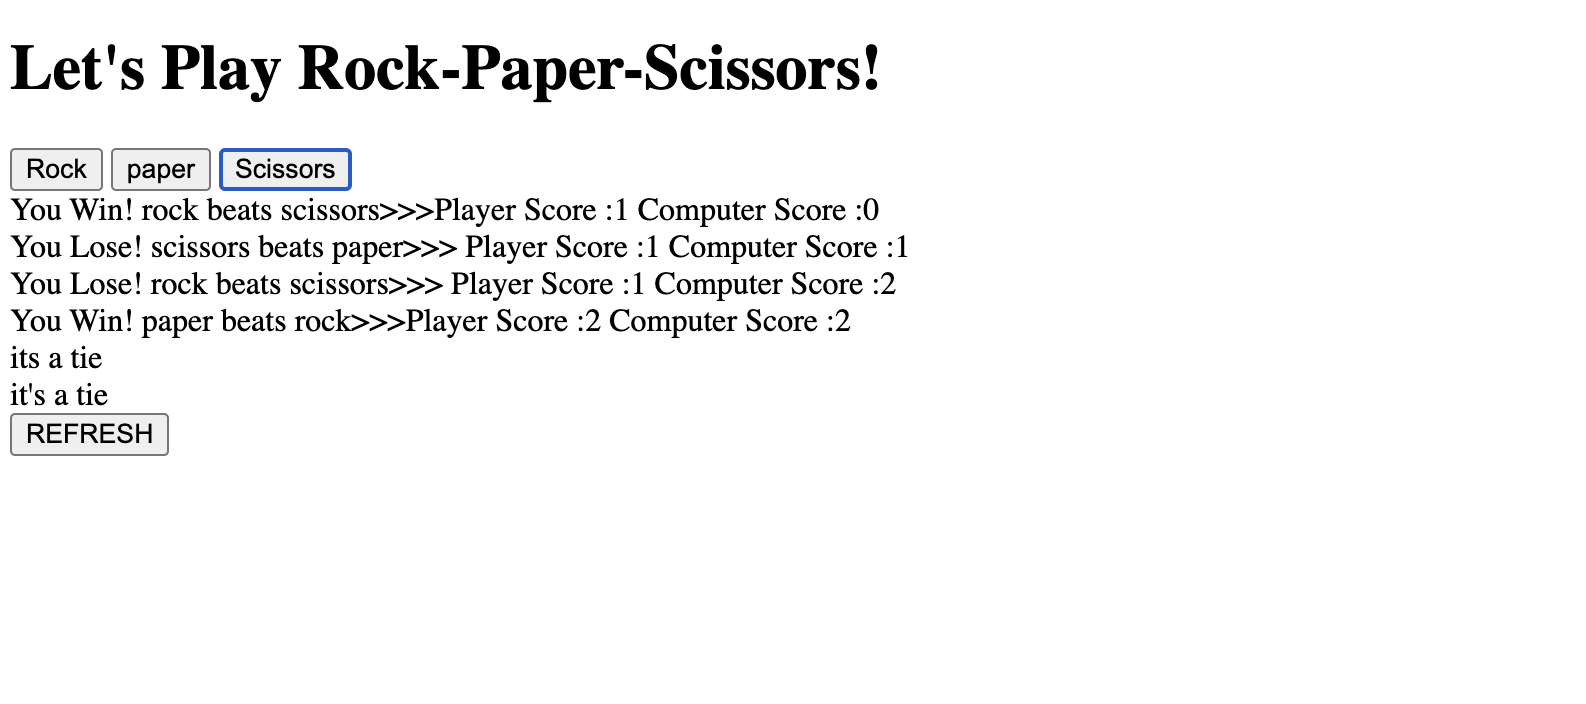 Let's Play Rock-Paper-Scissors!
Rock paper Scissors
You Win! rock beats scissors>>>Player Score :1 Computer Score :0
You Lose! scissors beats paper>>> Player Score :1 Computer Score :1
You Lose! rock beats scissors>>> Player Score :1 Computer Score :2
You Win! paper beats rock>>>Player Score :2 Computer Score :2
its a tie
it's a tie
REFRESH